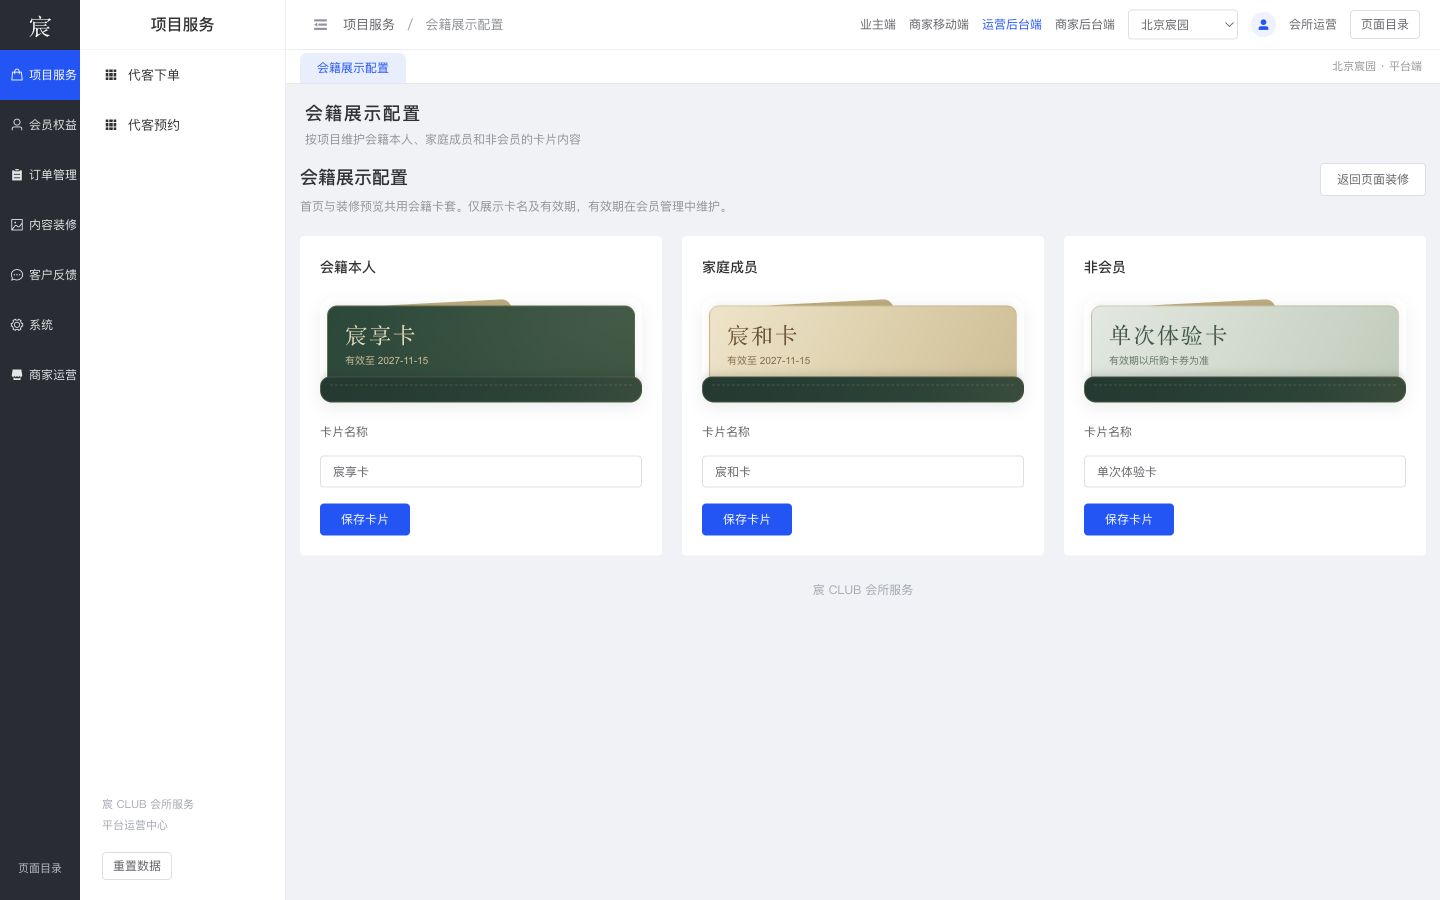 宸
项目服务
会员权益
订单管理
内容装修
客户反馈
系统
商家运营
页面目录
项目服务
代客下单
代客预约
宸 CLUB 会所服务
平台运营中心
重置数据
项目服务 / 会籍展示配置
业主端 商家移动端 运营后台端 商家后台端 北京宸园 会所运营 页面目录
会籍展示配置
北京宸园 · 平台端
会籍展示配置
按项目维护会籍本人、家庭成员和非会员的卡片内容
会籍展示配置
返回页面装修
首页与装修预览共用会籍卡套。仅展示卡名及有效期，有效期在会员管理中维护。
会籍本人
宸享卡
有效至 2027-11-15
卡片名称
宸享卡
保存卡片
家庭成员
宸和卡
有效至 2027-11-15
卡片名称
宸和卡
保存卡片
非会员
单次体验卡
有效期以所购卡券为准
卡片名称
单次体验卡
保存卡片
宸 CLUB 会所服务